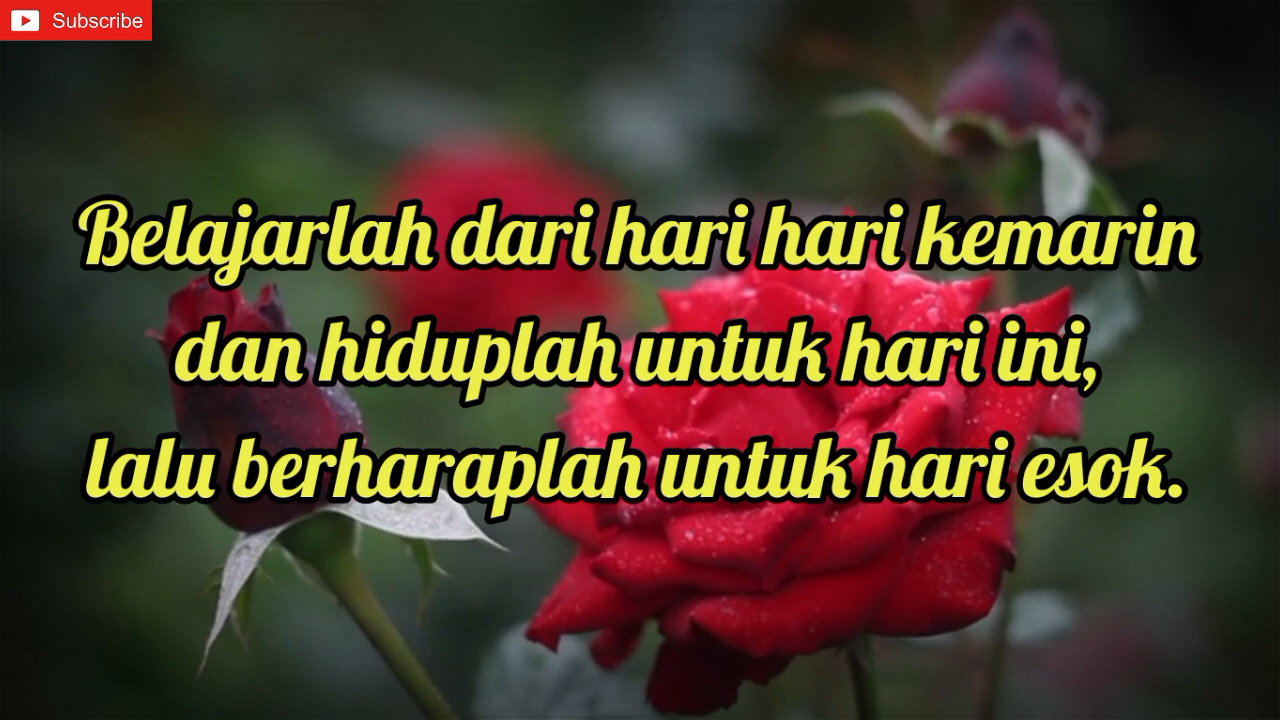 Subscribe
Belajarlah dari hari hari kemarin
dan hiduplah untuk hari ini,
lalu berharaplah untuk hari esok.